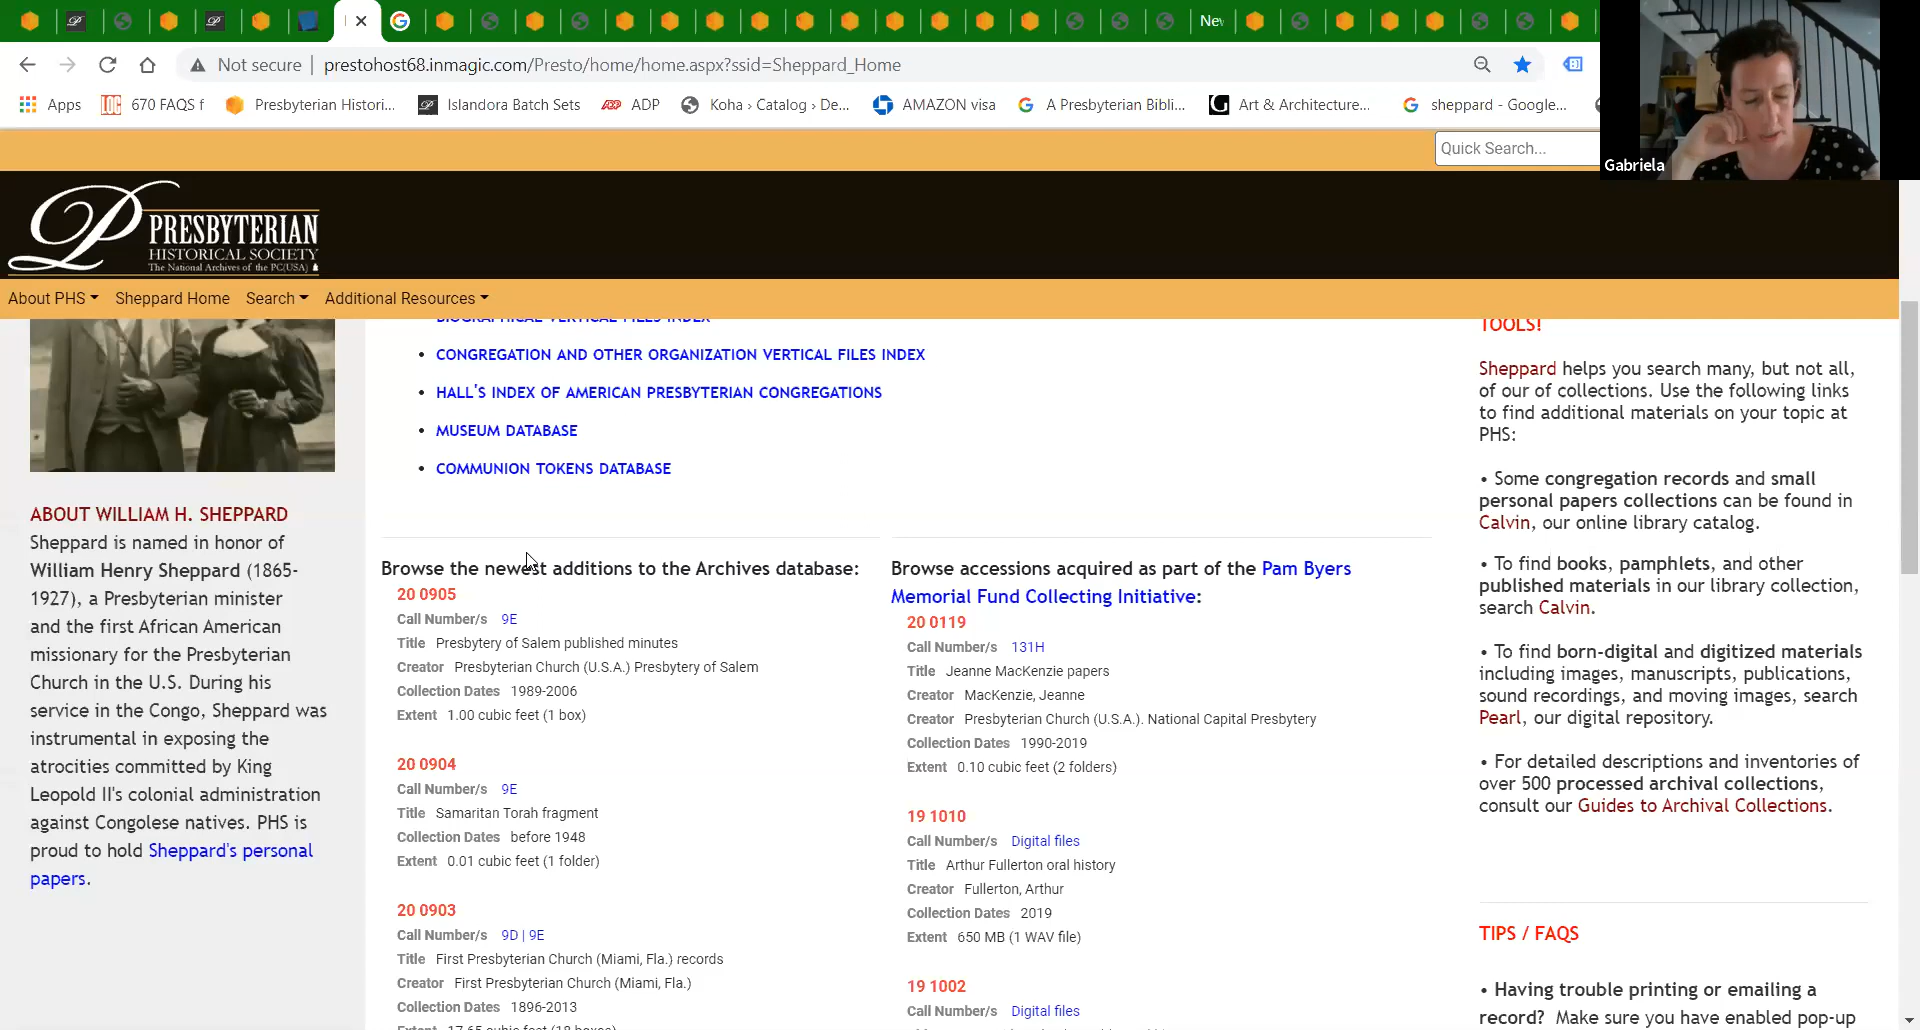 New
Not secure
prestohost68.inmagic.com/Presto/home/home.aspx?ssid=Sheppard_Home
Apps
670 FAQS f
Presbyterian Histori...
Islandora Batch Sets
ADP
Koha › Catalog › De...
AMAZON visa
A Presbyterian Bibli...
Art & Architecture...
sheppard - Google...
Gabriela
Quick Search...
PRESBYTERIAN
HISTORICAL SOCIETY
The National Archives of the PC(USA)
About PHS
Sheppard Home
Search
Additional Resources
ABOUT WILLIAM H. SHEPPARD
Sheppard is named in honor of
William Henry Sheppard (1865-
1927), a Presbyterian minister
and the first African American
missionary for the Presbyterian
Church in the U.S. During his
service in the Congo, Sheppard was
instrumental in exposing the
atrocities committed by King
Leopold II's colonial administration
against Congolese natives. PHS is
proud to hold Sheppard's personal
papers.
BIOGRAPHICAL VERTICAL FILES INDEX
• CONGREGATION AND OTHER ORGANIZATION VERTICAL FILES INDEX
• HALL'S INDEX OF AMERICAN PRESBYTERIAN CONGREGATIONS
• MUSEUM DATABASE
• COMMUNION TOKENS DATABASE
Browse the newest additions to the Archives database:
20 0905
Call Number/s 9E
Title Presbytery of Salem published minutes
Creator Presbyterian Church (U.S.A.) Presbytery of Salem
Collection Dates 1989-2006
Extent 1.00 cubic feet (1 box)
20 0904
Call Number/s 9E
Title Samaritan Torah fragment
Collection Dates before 1948
Extent 0.01 cubic feet (1 folder)
20 0903
Call Number/s 9D | 9E
Title First Presbyterian Church (Miami, Fla.) records
Creator First Presbyterian Church (Miami, Fla.)
Collection Dates 1896-2013
Extent 17.65 cubic feet (18 boxes)
Browse accessions acquired as part of the Pam Byers
Memorial Fund Collecting Initiative:
20 0119
Call Number/s 131H
Title Jeanne MacKenzie papers
Creator MacKenzie, Jeanne
Creator Presbyterian Church (U.S.A.). National Capital Presbytery
Collection Dates 1990-2019
Extent 0.10 cubic feet (2 folders)
19 1010
Call Number/s Digital files
Title Arthur Fullerton oral history
Creator Fullerton, Arthur
Collection Dates 2019
Extent 650 MB (1 WAV file)
19 1002
Call Number/s Digital files
TOOLS!
Sheppard helps you search many, but not all,
of our of collections. Use the following links
to find additional materials on your topic at
PHS:
• Some congregation records and small
personal papers collections can be found in
Calvin, our online library catalog.
• To find books, pamphlets, and other
published materials in our library collection,
search Calvin.
• To find born-digital and digitized materials
including images, manuscripts, publications,
sound recordings, and moving images, search
Pearl, our digital repository.
• For detailed descriptions and inventories of
over 500 processed archival collections,
consult our Guides to Archival Collections.
TIPS / FAQS
• Having trouble printing or emailing a
record? Make sure you have enabled pop-up